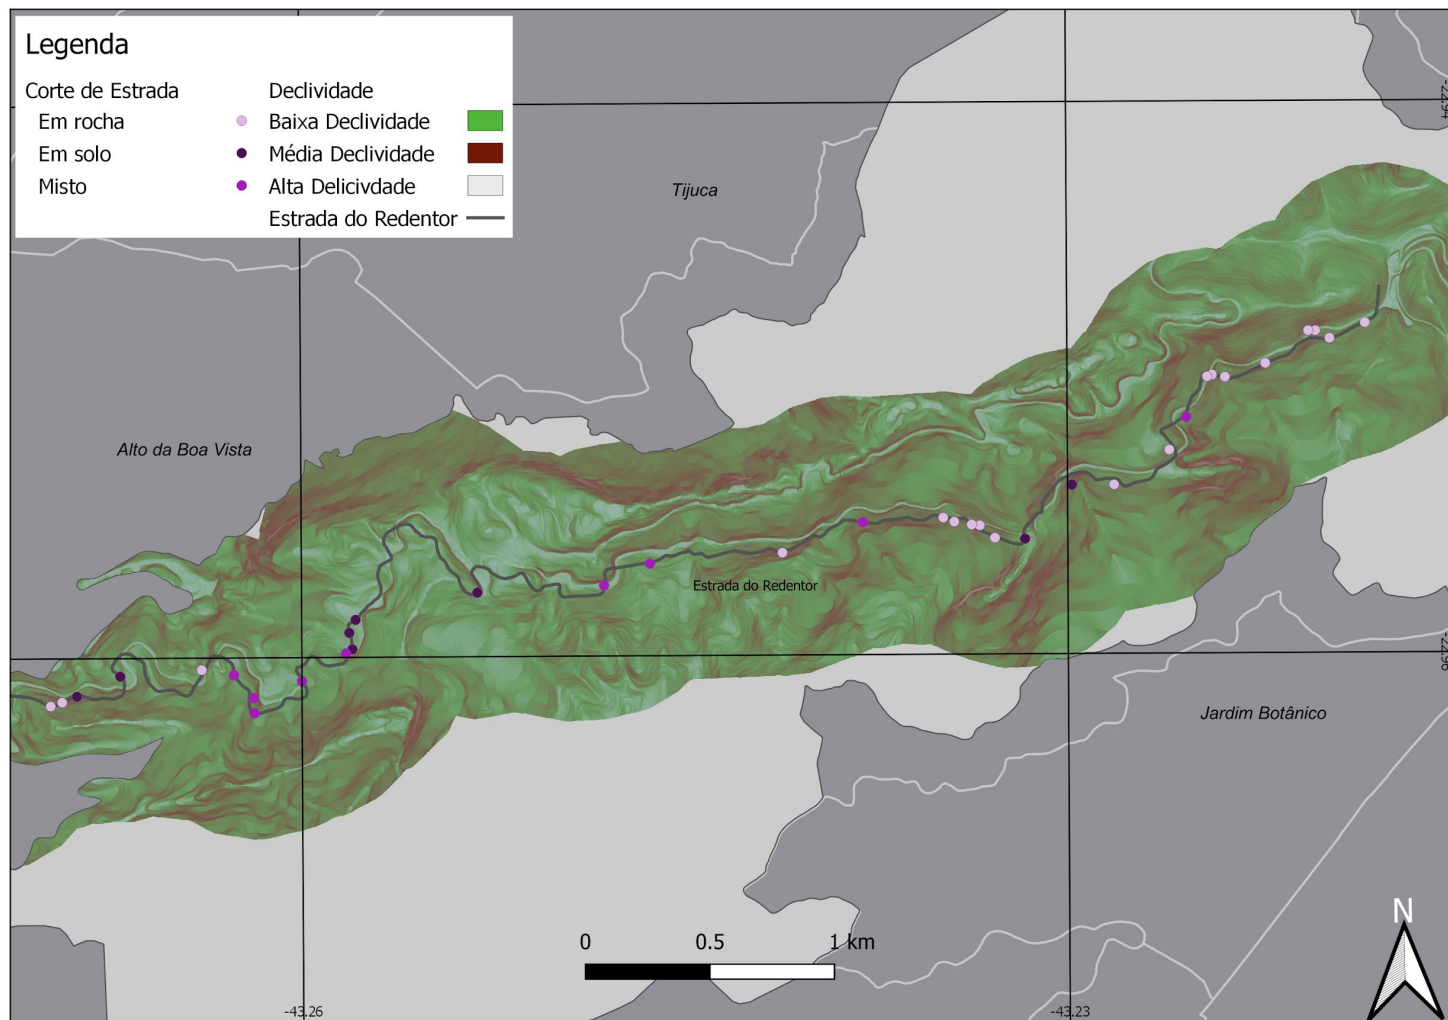 Legenda
Corte de Estrada
Declividade
Em rocha
Baixa Declividade
Em solo
Média Declividade
Misto
Alta Delicivdade
Estrada do Redentor
-22.94
Tijuca
Alto da Boa Vista
Estrada do Redentor
-22.96
Jardim Botânico
N
0 0.5 1 km
-43.26
-43.23